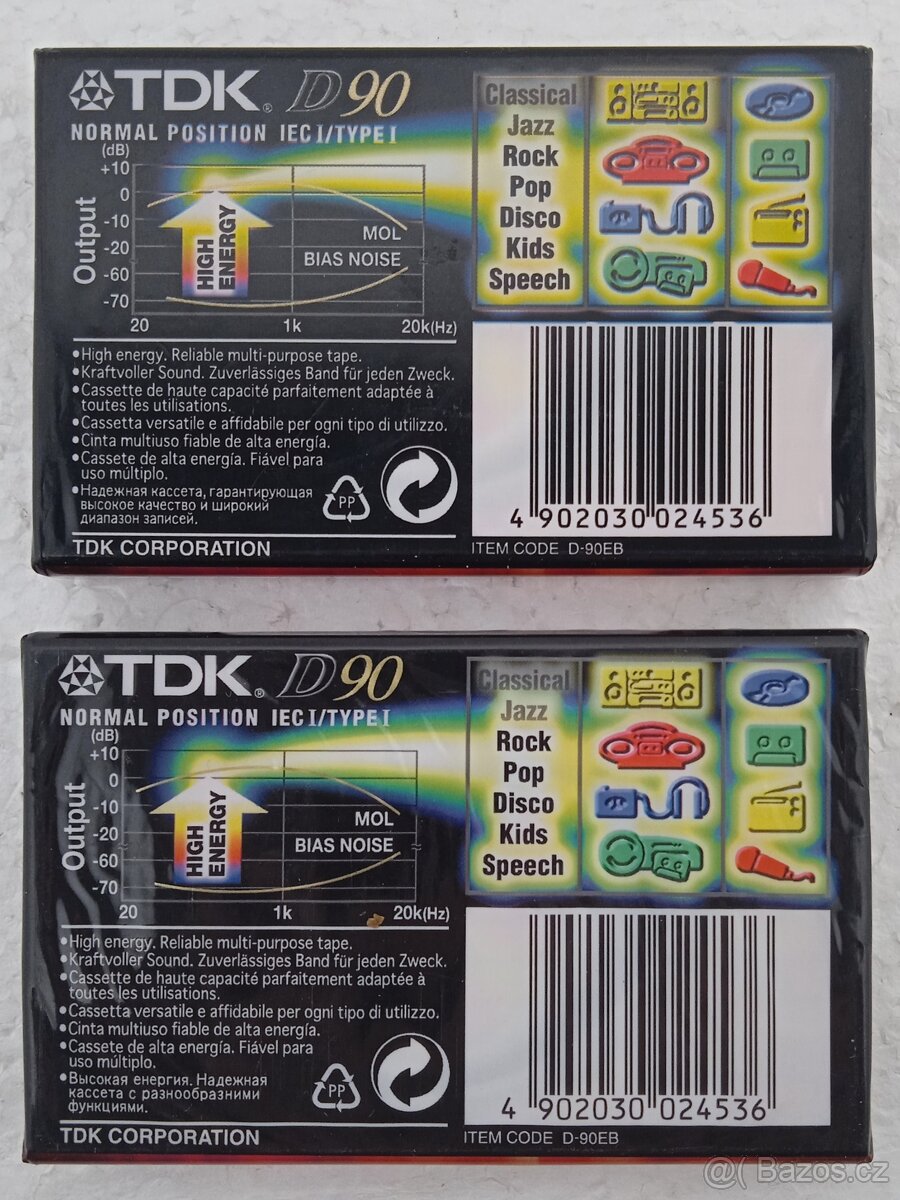 TDK® D90
NORMAL POSITION IEC I/TYPE I
(dB)
+10
0
-10
-20
-60
-70
Output
HIGH ENERGY
MOL
BIAS NOISE
20 1k 20k(Hz)
Classical
Jazz
Rock
Pop
Disco
Kids
Speech
•High energy. Reliable multi-purpose tape.
•Kraftvoller Sound. Zuverlässiges Band für jeden Zweck.
•Cassette de haute capacité parfaitement adaptée à
toutes les utilisations.
•Cassetta versatile e affidabile per ogni tipo di utilizzo.
•Cinta multiuso fiable de alta energía.
•Cassete de alta energía. Fiável para
uso múltiplo.
•Надежная кассета, гарантирующая
высокое качество и широкий
диапазон записей.
PP
TDK CORPORATION
4 902030 024536
ITEM CODE D-90EB
TDK® D90
NORMAL POSITION IEC I/TYPE I
(dB)
+10
0
-10
-20
-60
-70
Output
HIGH ENERGY
MOL
BIAS NOISE
20 1k 20k(Hz)
Classical
Jazz
Rock
Pop
Disco
Kids
Speech
•High energy. Reliable multi-purpose tape.
•Kraftvoller Sound. Zuverlässiges Band für jeden Zweck.
•Cassette de haute capacité parfaitement adaptée à
toutes les utilisations.
•Cassetta versatile e affidabile per ogni tipo di utilizzo.
•Cinta multiuso fiable de alta energía.
•Cassete de alta energía. Fiável para
uso múltiplo.
•Высокая енергия. Надежная
кассета с разнообразними
функциями.
PP
TDK CORPORATION
4 902030 024536
ITEM CODE D-90EB
@( Bazos.cz